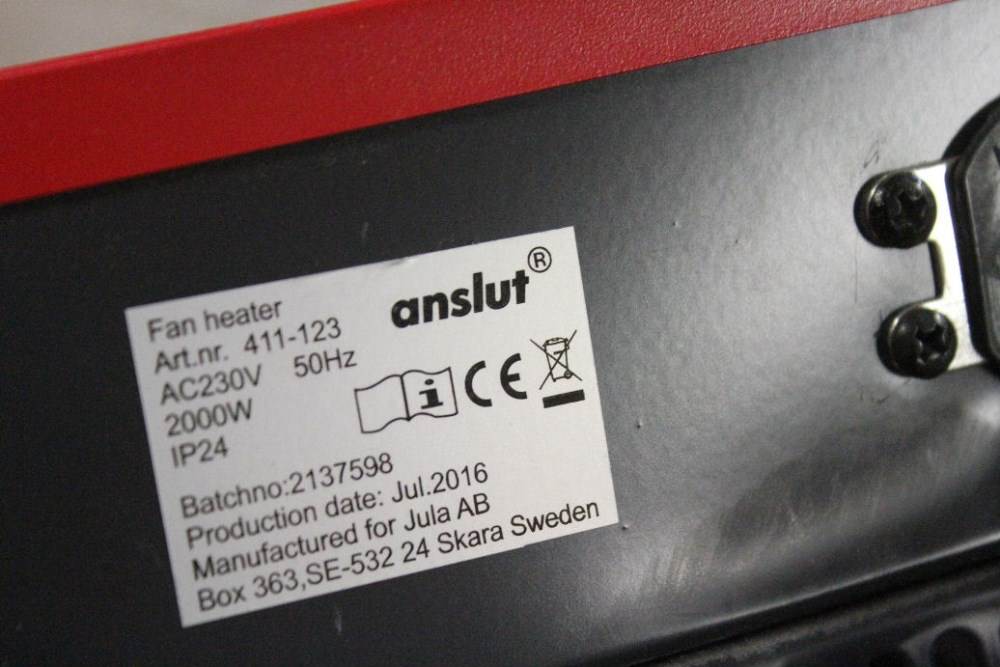 Fan heater
anslut®
Art.nr. 411-123
AC230V 50Hz
2000W
IP24
i CE
Batchno:2137598
Production date: Jul.2016
Manufactured for Jula AB
Box 363,SE-532 24 Skara Sweden